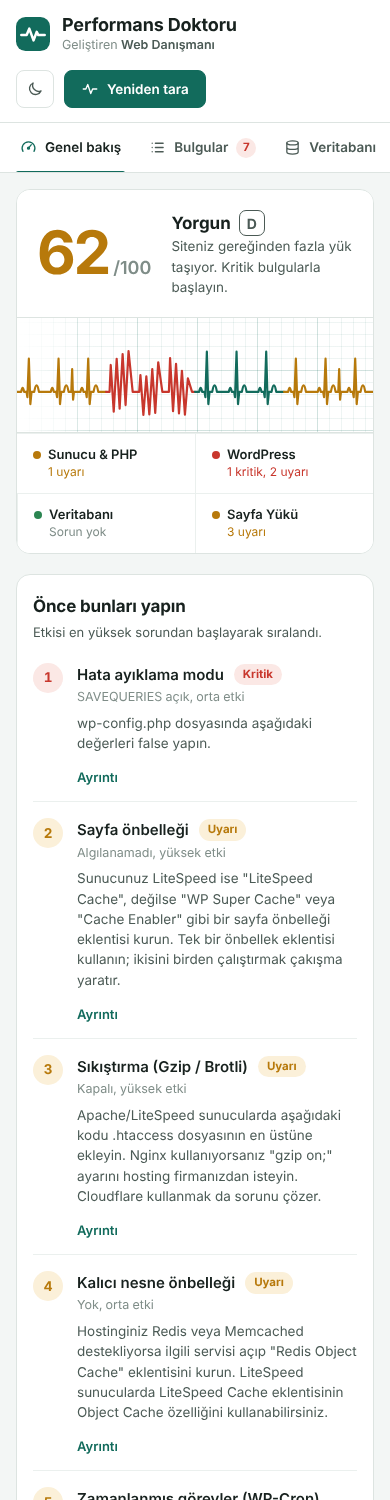 Performans Doktoru
Geliştiren Web Danışmanı
Yeniden tara
Genel bakış
Bulgular 7
Veritabanı
62 /100
Yorgun D
Siteniz gereğinden fazla yük
taşıyor. Kritik bulgularla
başlayın.
Sunucu & PHP
1 uyarı
WordPress
1 kritik, 2 uyarı
Veritabanı
Sorun yok
Sayfa Yükü
3 uyarı
Önce bunları yapın
Etkisi en yüksek sorundan başlayarak sıralandı.
1 Hata ayıklama modu Kritik
SAVEQUERIES açık, orta etki
wp-config.php dosyasında aşağıdaki
değerleri false yapın.
Ayrıntı
2 Sayfa önbelleği Uyarı
Algılanamadı, yüksek etki
Sunucunuz LiteSpeed ise "LiteSpeed
Cache", değilse "WP Super Cache" veya
"Cache Enabler" gibi bir sayfa önbelleği
eklentisi kurun. Tek bir önbellek eklentisi
kullanın; ikisini birden çalıştırmak çakışma
yaratır.
Ayrıntı
3 Sıkıştırma (Gzip / Brotli) Uyarı
Kapalı, yüksek etki
Apache/LiteSpeed sunucularda aşağıdaki
kodu .htaccess dosyasının en üstüne
ekleyin. Nginx kullanıyorsanız "gzip on;"
ayarını hosting firmanızdan isteyin.
Cloudflare kullanmak da sorunu çözer.
Ayrıntı
4 Kalıcı nesne önbelleği Uyarı
Yok, orta etki
Hostinginiz Redis veya Memcached
destekliyorsa ilgili servisi açıp "Redis Object
Cache" eklentisini kurun. LiteSpeed
sunucularda LiteSpeed Cache eklentisinin
Object Cache özelliğini kullanabilirsiniz.
Ayrıntı
5 Zamanlanmış görevler (WP-Cron)